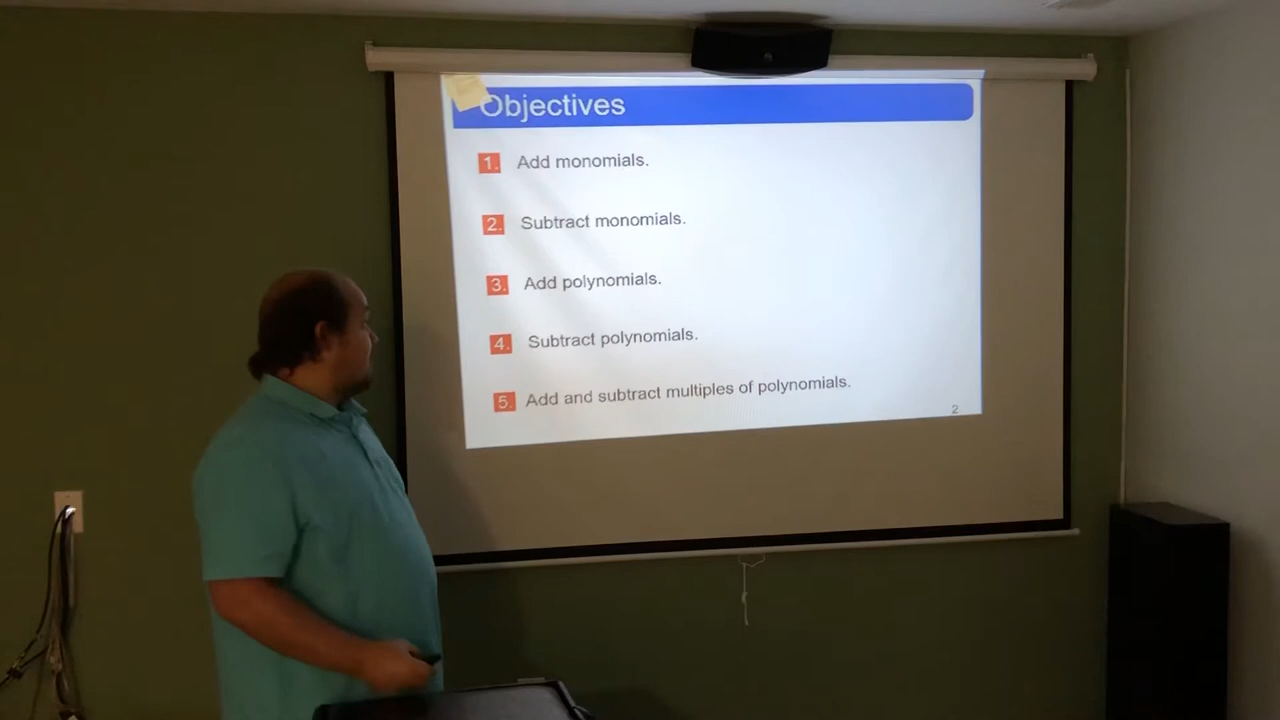 Objectives
1. Add monomials.
2. Subtract monomials.
3. Add polynomials.
4. Subtract polynomials.
5. Add and subtract multiples of polynomials.
2